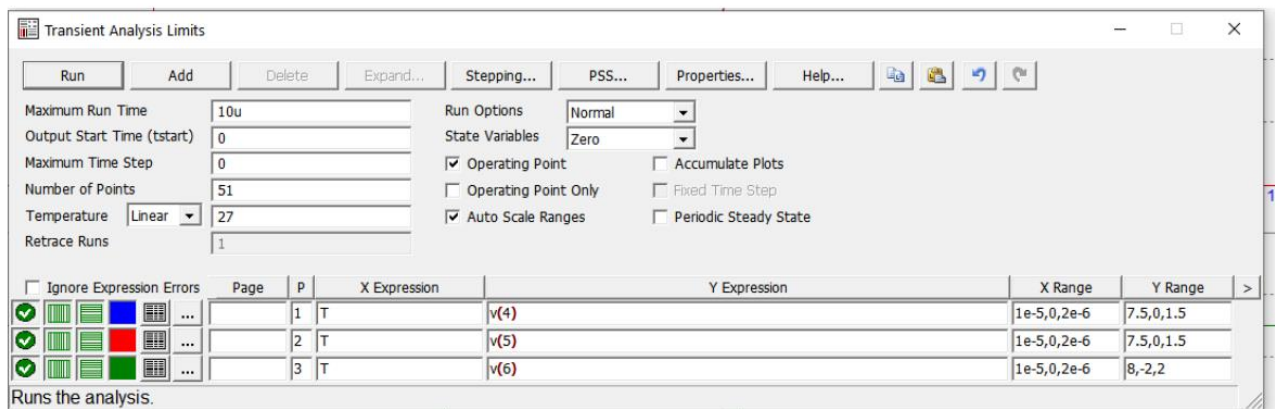 Transient Analysis Limits
Run Add Delete Expand... Stepping... PSS... Properties... Help...
Maximum Run Time 10u Run Options Normal
Output Start Time (tstart) 0 State Variables Zero
Maximum Time Step 0 Operating Point Accumulate Plots
Number of Points 51 Operating Point Only Fixed Time Step
Temperature Linear 27 Auto Scale Ranges Periodic Steady State
Retrace Runs 1
Ignore Expression Errors Page P X Expression Y Expression X Range Y Range >
... 1 T v(4) 1e-5,0,2e-6 7.5,0,1.5
... 2 T v(5) 1e-5,0,2e-6 7.5,0,1.5
... 3 T v(6) 1e-5,0,2e-6 8,-2,2
Runs the analysis.
1